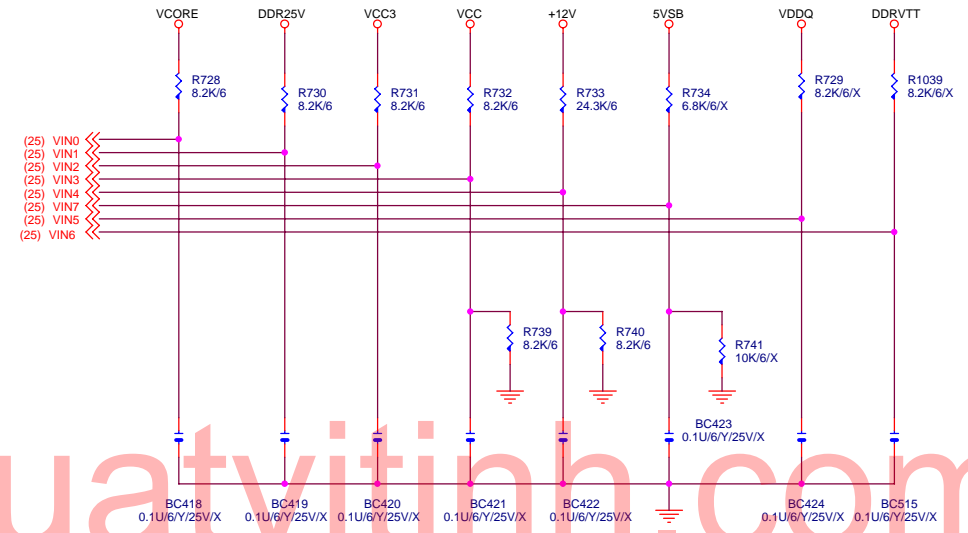 VCORE DDR25V VCC3 VCC +12V 5VSB VDDQ DDRVTT
R728
8.2K/6
R730
8.2K/6
R731
8.2K/6
R732
8.2K/6
R733
24.3K/6
R734
6.8K/6/X
R729
8.2K/6/X
R1039
8.2K/6/X
(25) VIN0
(25) VIN1
(25) VIN2
(25) VIN3
(25) VIN4
(25) VIN7
(25) VIN5
(25) VIN6
R739
8.2K/6
R740
8.2K/6
R741
10K/6/X
BC423
0.1U/6/Y/25V/X
BC418
0.1U/6/Y/25V/X
BC419
0.1U/6/Y/25V/X
BC420
0.1U/6/Y/25V/X
BC421
0.1U/6/Y/25V/X
BC422
0.1U/6/Y/25V/X
BC424
0.1U/6/Y/25V/X
BC515
0.1U/6/Y/25V/X
uatvitinh.com